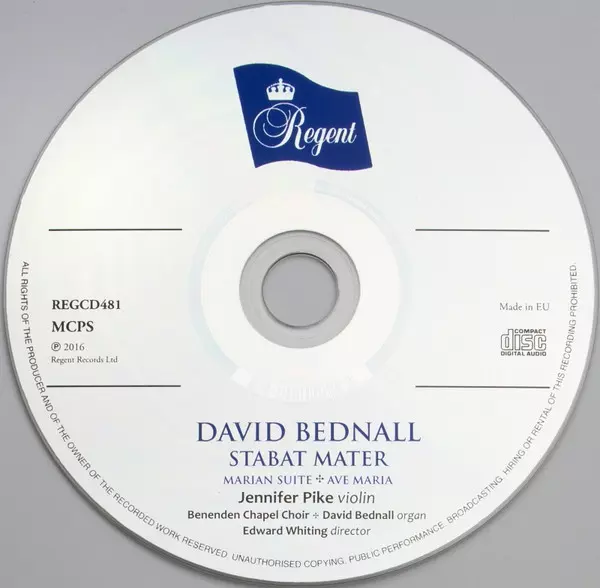 Regent
REGCD481
MCPS
℗ 2016
Regent Records Ltd
Made in EU
COMPACT
disc
DIGITAL AUDIO
DAVID BEDNALL
STABAT MATER
MARIAN SUITE ✣ AVE MARIA
Jennifer Pike violin
Benenden Chapel Choir ÷ David Bednall organ
Edward Whiting director
ALL RIGHTS OF THE PRODUCER AND OF THE OWNER OF THE RECORDED WORK RESERVED. UNAUTHORISED COPYING, PUBLIC PERFORMANCE, BROADCASTING, HIRING OR RENTAL OF THIS RECORDING PROHIBITED.